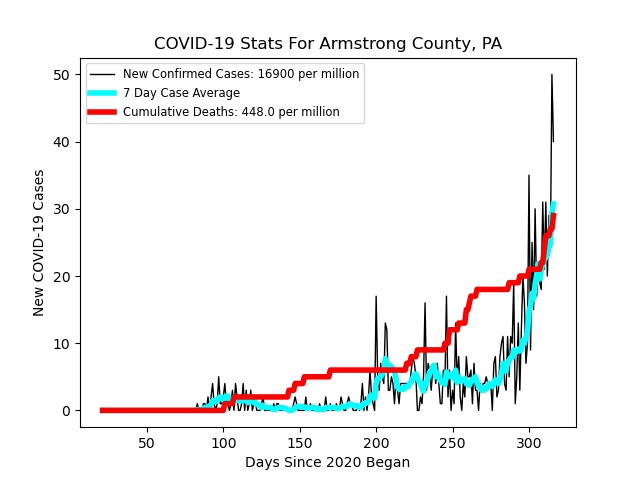 COVID-19 Stats For Armstrong County, PA
New Confirmed Cases: 16900 per million
7 Day Case Average
Cumulative Deaths: 448.0 per million
New COVID-19 Cases
50
40
30
20
10
0
50 100 150 200 250 300
Days Since 2020 Began